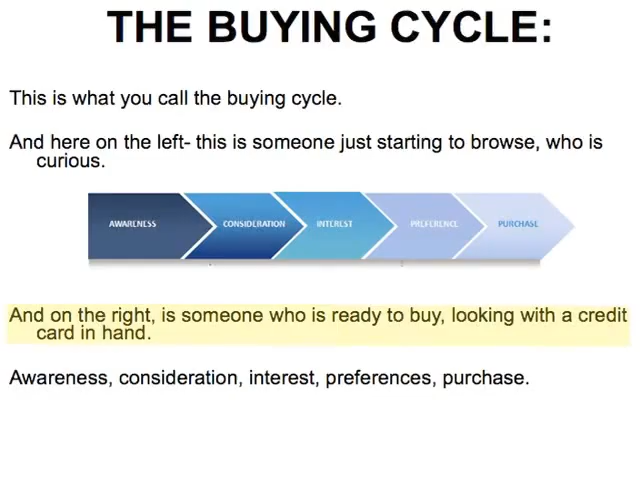 THE BUYING CYCLE:
This is what you call the buying cycle.
And here on the left- this is someone just starting to browse, who is
curious.
AWARENESS CONSIDERATION INTEREST PREFERENCE PURCHASE
And on the right, is someone who is ready to buy, looking with a credit
card in hand.
Awareness, consideration, interest, preferences, purchase.